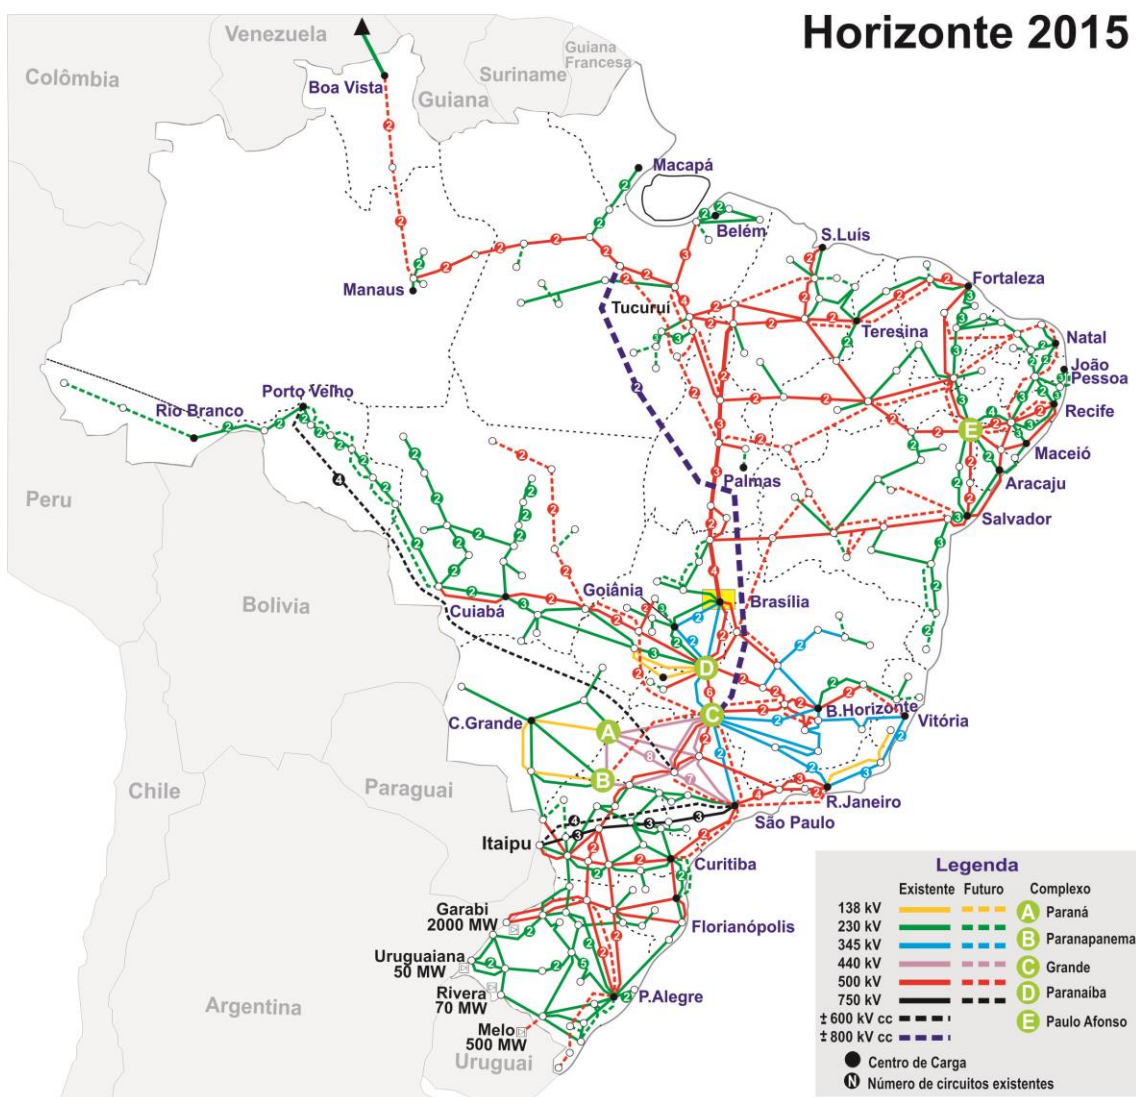 Horizonte 2015
Venezuela
Guiana
Francesa
Colômbia
Suriname
Boa Vista
Guiana
Macapá
Belém
S.Luís
Manaus
Fortaleza
Tucuruí
Teresina
Natal
João
Pessoa
Porto Velho
Rio Branco
Recife
E
Maceió
Palmas
Aracaju
Peru
Salvador
Goiânia
Brasília
Bolivia
Cuiabá
D
C.Grande
A
C
B.Horizonte
Vitória
B
Chile
Paraguai
R.Janeiro
São Paulo
Itaipu
Curitiba
Garabi
2000 MW
Florianópolis
Uruguaiana
50 MW
Rivera
70 MW
P.Alegre
Argentina
Melo
500 MW
Uruguai
Legenda
Existente Futuro Complexo
138 kV A Paraná
230 kV
345 kV B Paranapanema
440 kV C Grande
500 kV D Paranaíba
750 kV
±600 kV cc E Paulo Afonso
±800 kV cc
Centro de Carga
N Número de circuitos existentes